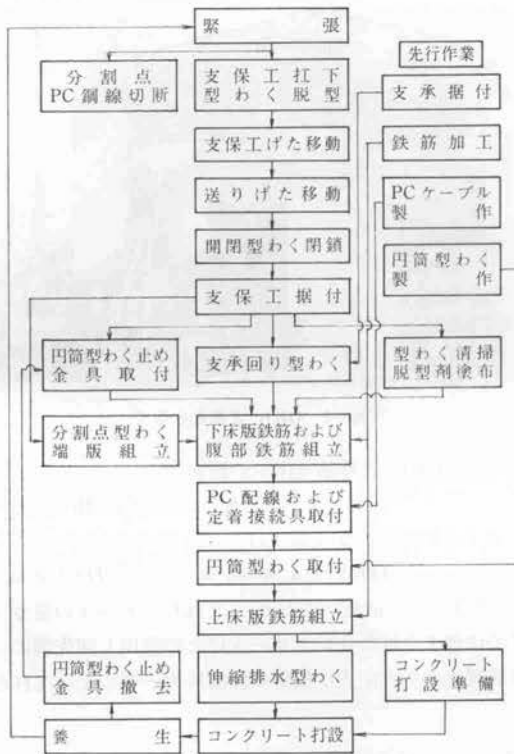 緊張
先行作業
分割点
PC鋼線切断
支保工扛下
型わく脱型
支承据付
支保工げた移動
鉄筋加工
送りげた移動
PCケーブル
製作
開閉型わく閉鎖
円筒型わく
製作
支保工据付
円筒型わく止め
金具取付
支承回り型わく
型わく清掃
脱型剤塗布
分割点型わく
端版組立
下床版鉄筋および
腹部鉄筋組立
PC配線および
定着接続具取付
円筒型わく取付
上床版鉄筋組立
円筒型わく止め
金具撤去
伸縮排水型わく
コンクリート
打設準備
養生
コンクリート打設